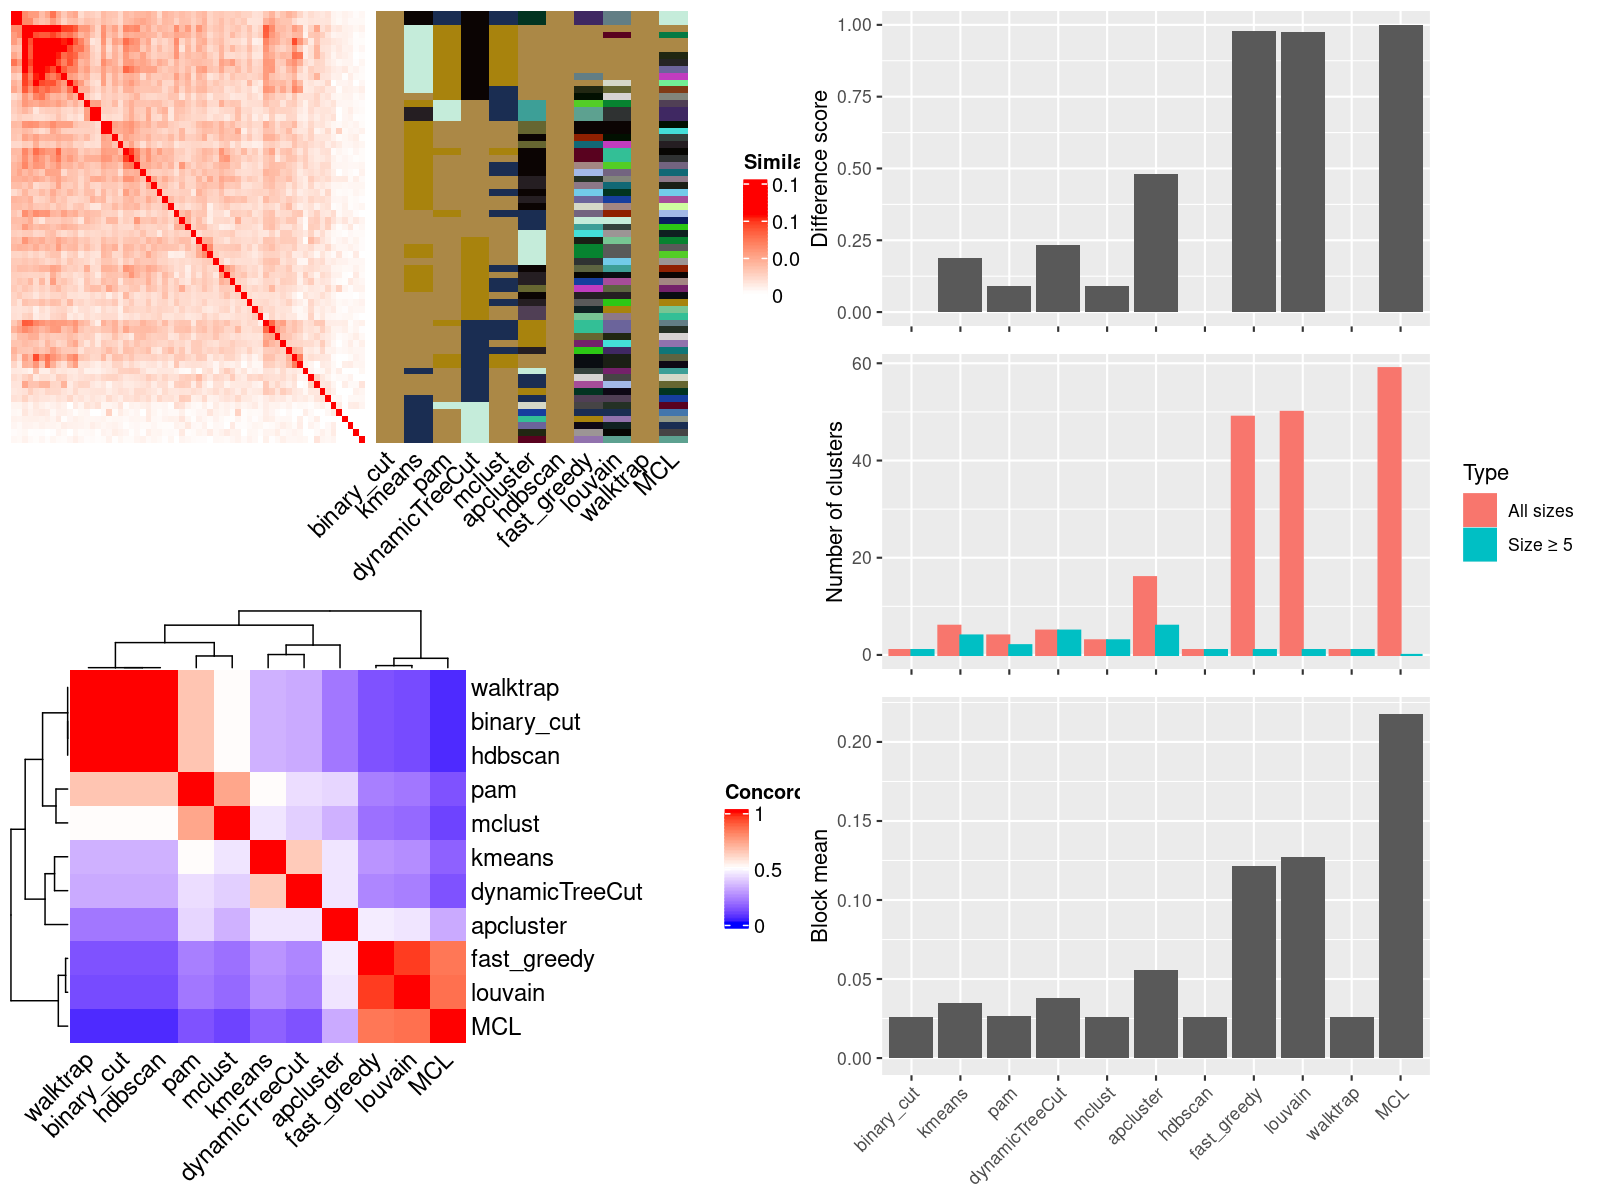 Simila
0.1
0.1
0.0
0
binary_cut
kmeans
pam
dynamicTreeCut
mclust
apcluster
hdbscan
fast_greedy
louvain
walktrap
MCL
walktrap
binary_cut
hdbscan
pam
mclust
kmeans
dynamicTreeCut
apcluster
fast_greedy
louvain
MCL
walktrap
binary_cut
hdbscan
pam
mclust
kmeans
dynamicTreeCut
apcluster
fast_greedy
louvain
MCL
Concord
1
0.5
0
Difference score
1.00
0.75
0.50
0.25
0.00
Number of clusters
60
40
20
0
Type
All sizes
Size ≥ 5
Block mean
0.20
0.15
0.10
0.05
0.00
binary_cut
kmeans
pam
dynamicTreeCut
mclust
apcluster
hdbscan
fast_greedy
louvain
walktrap
MCL